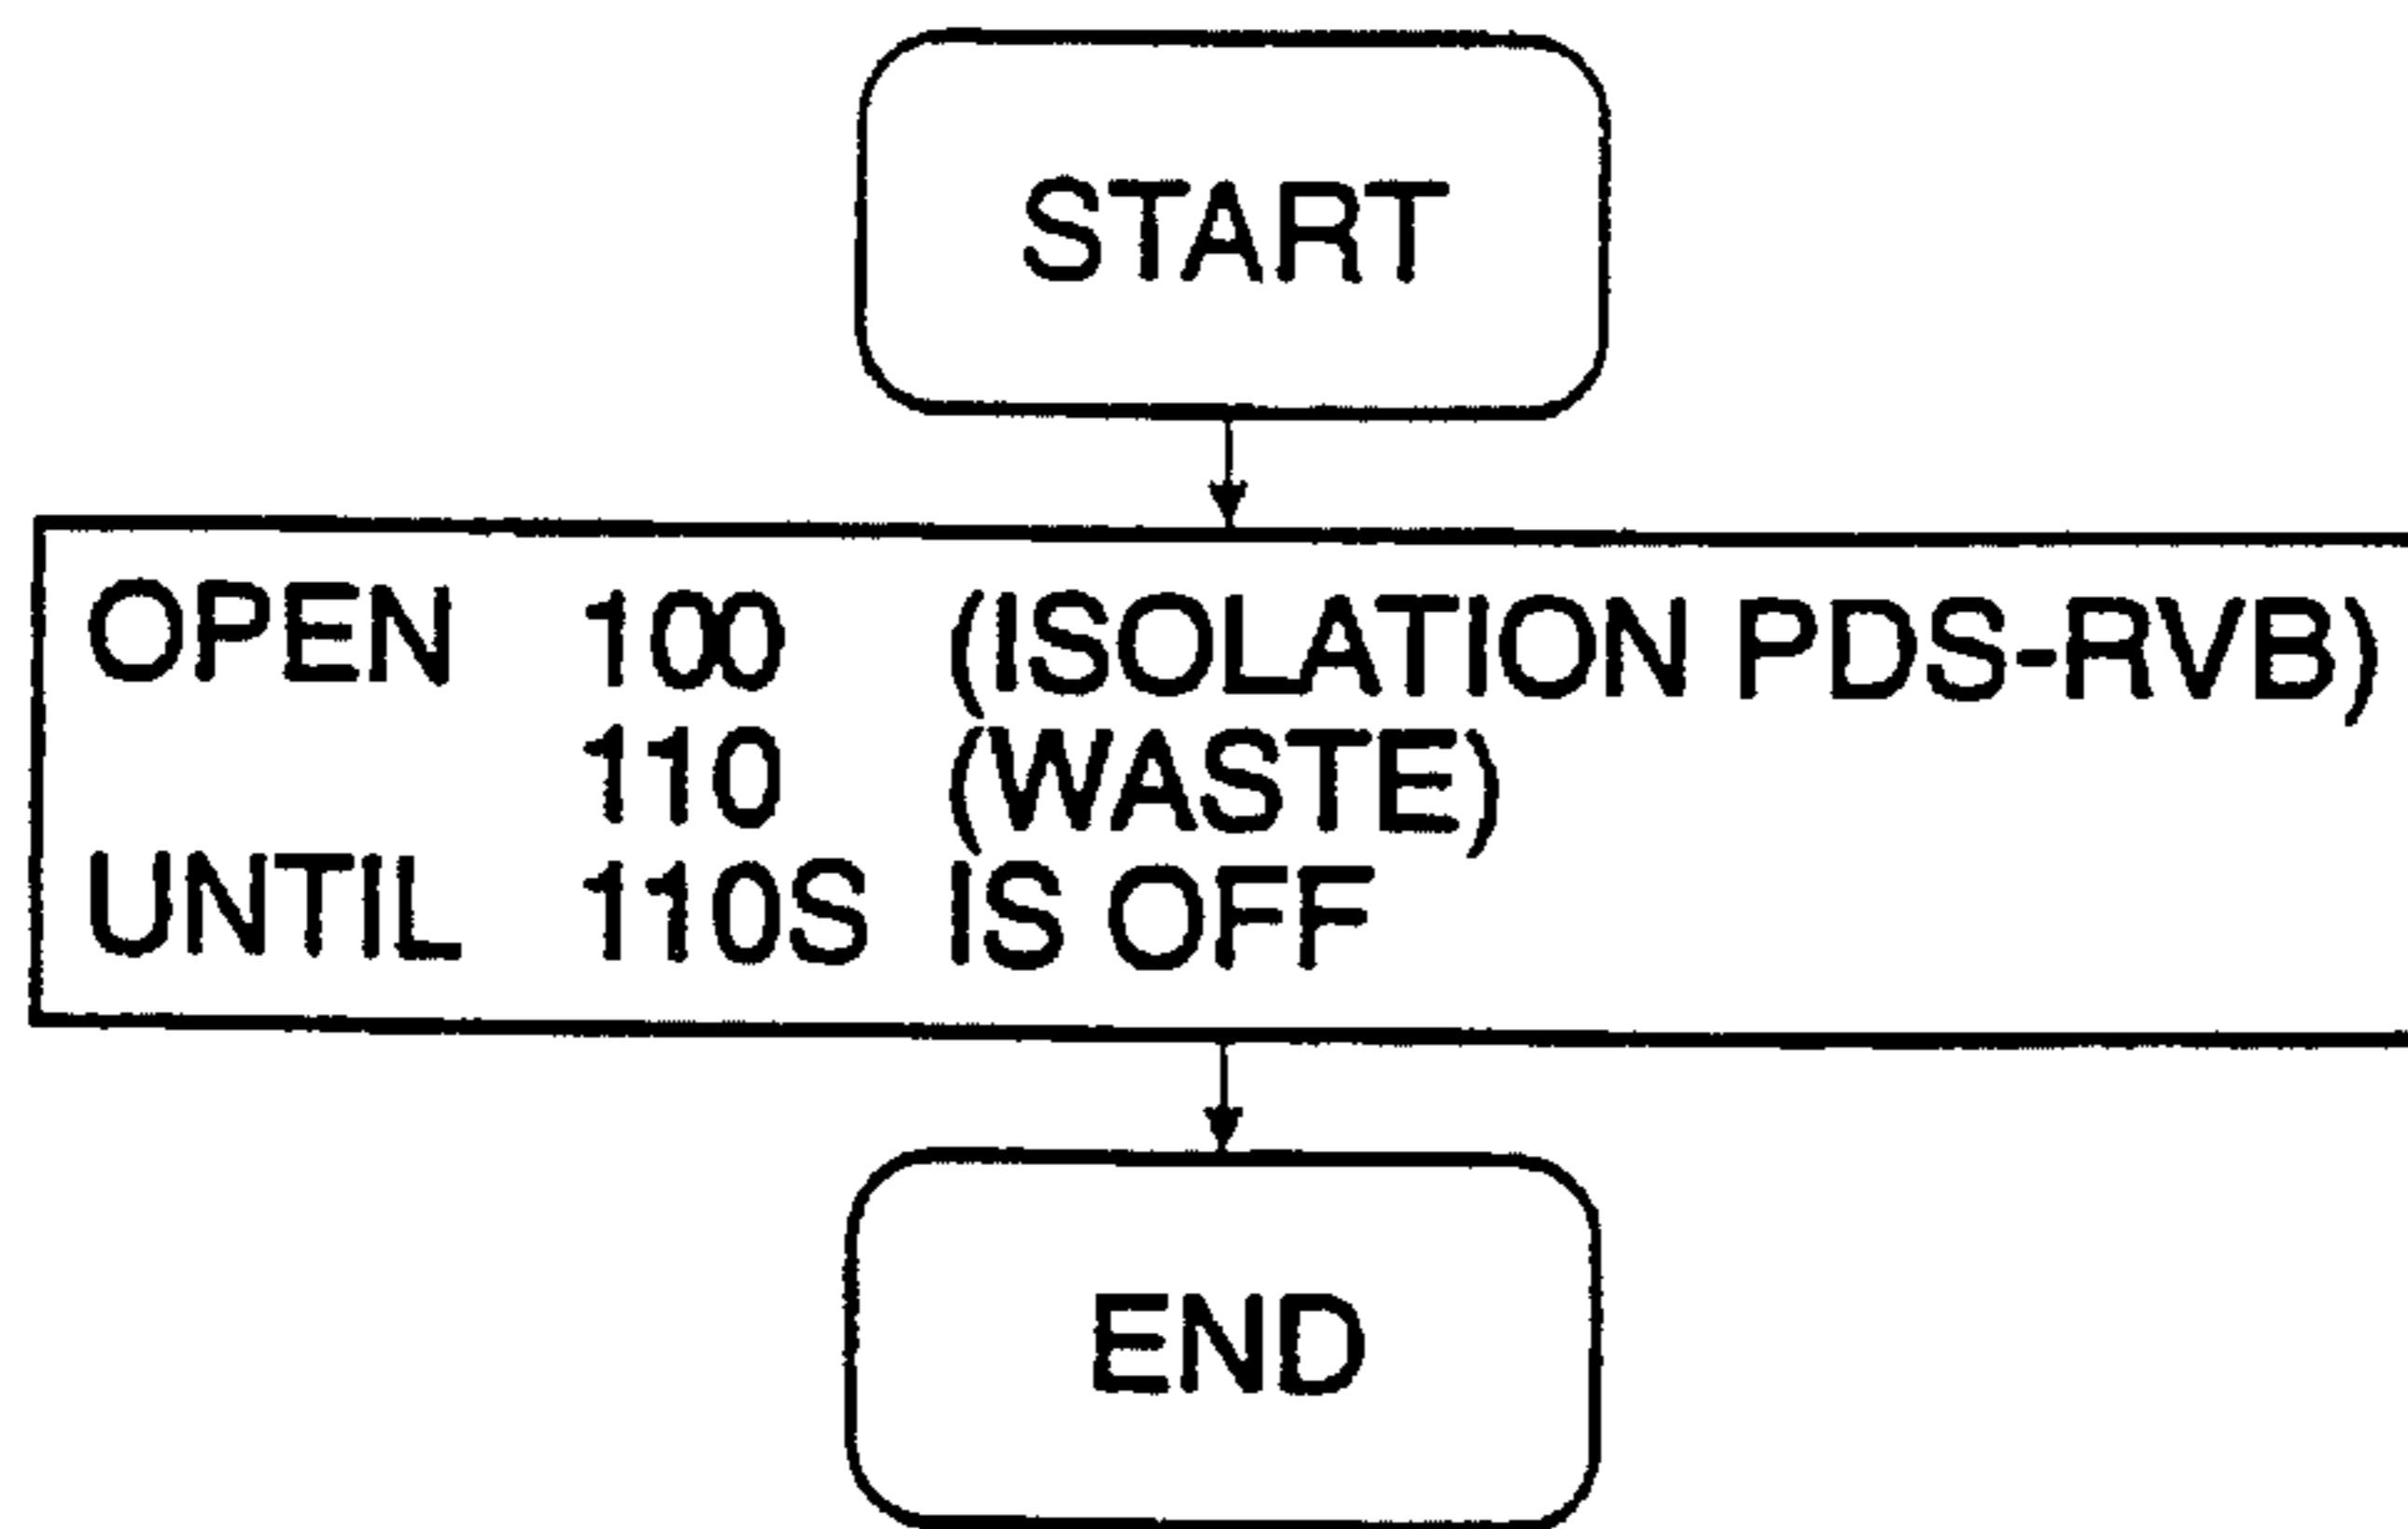 START
OPEN 100 (ISOLATION PDS-RVB)
110 (WASTE)
UNTIL 110S IS OFF
END